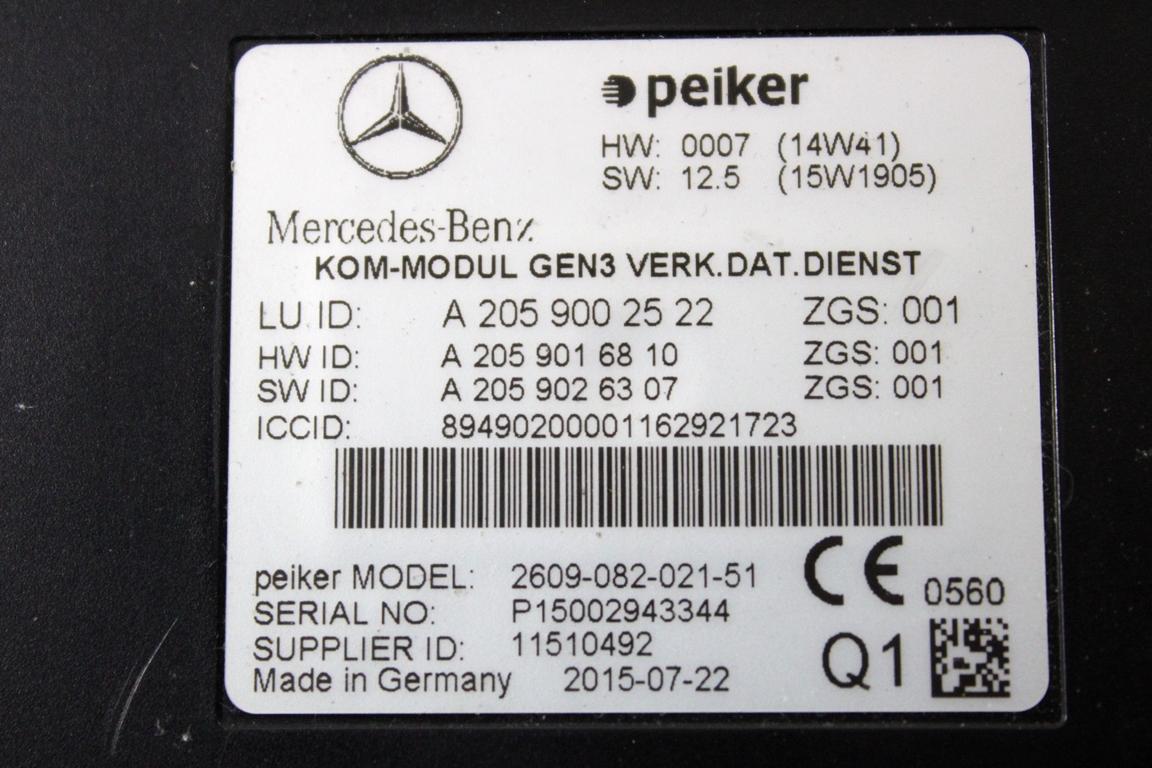 peiker
HW: 0007 (14W41)
SW: 12.5 (15W1905)
Mercedes-Benz
KOM-MODUL GEN3 VERK.DAT.DIENST
LU ID: A 205 900 25 22 ZGS: 001
HW ID: A 205 901 68 10 ZGS: 001
SW ID: A 205 902 63 07 ZGS: 001
ICCID: 89490200001162921723
peiker MODEL: 2609-082-021-51
CE 0560
SERIAL NO: P15002943344
SUPPLIER ID: 11510492
Q1
Made in Germany 2015-07-22